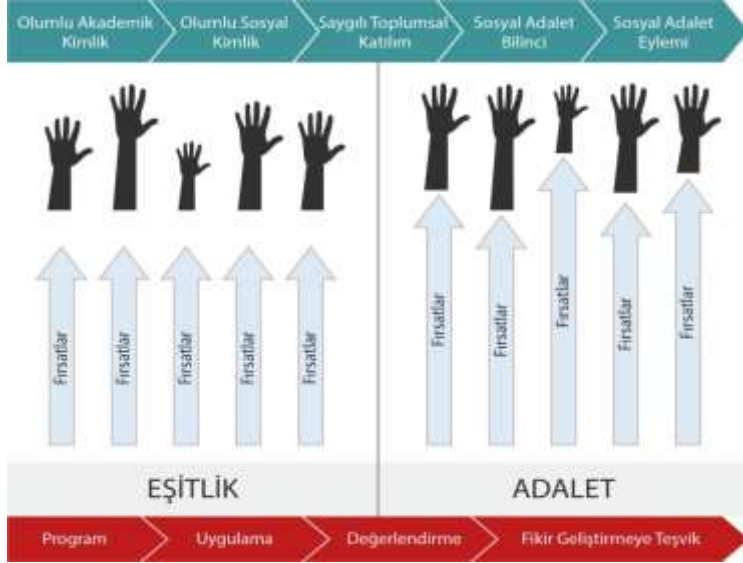 Olumlu Akademik
Kimlik
Olumlu Sosyal
Kimlik
Saygılı Toplumsal
Katılım
Sosyal Adalet
Bilinci
Sosyal Adalet
Eylemi
Fırsatlar
Fırsatlar
Fırsatlar
Fırsatlar
Fırsatlar
Fırsatlar
Fırsatlar
Fırsatlar
Fırsatlar
Fırsatlar
EŞİTLİK
ADALET
Program
Uygulama
Değerlendirme
Fikir Geliştirmeye Teşvik